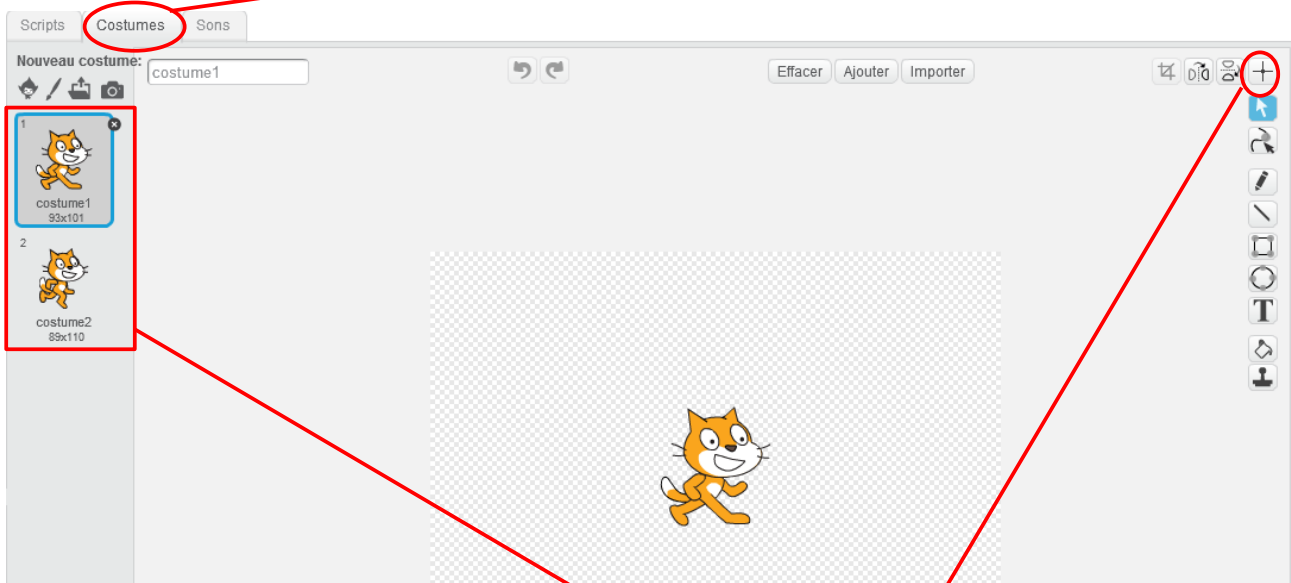 Scripts Costumes Sons
Nouveau costume:
costume1
Effacer Ajouter Importer
1
costume1
93x101
2
costume2
89x110
T